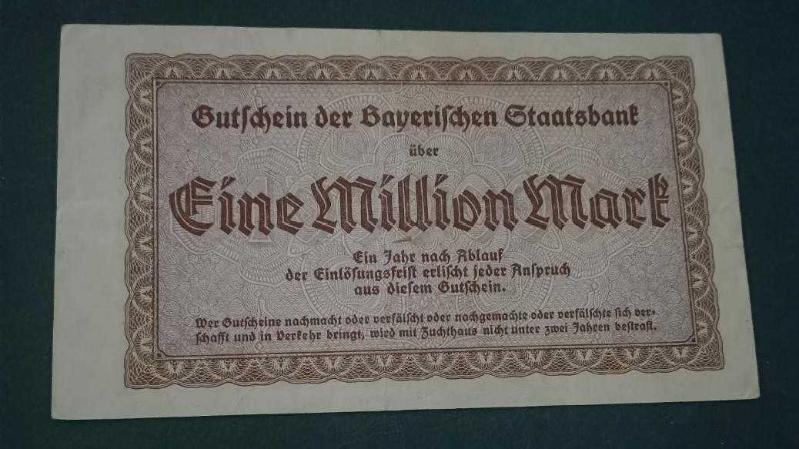 Gutschein der Bayerischen Staatsbank
über
Eine Million Mark
Ein Jahr nach Ablauf
der Einlösungsfrist erlischt jeder Anspruch
aus diesem Gutschein.
Wer Gutscheine nachmacht oder verfälscht oder nachgemachte oder verfälschte sich ver-
schafft und in Verkehr bringt, wird mit Zuchthaus nicht unter zwei Jahren bestraft.